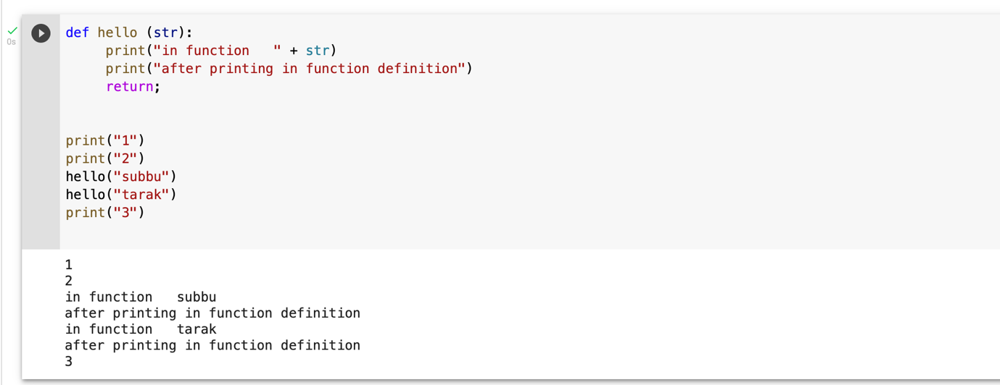 0s
def hello (str):
     print("in function   " + str)
     print("after printing in function definition")
     return;
print("1")
print("2")
hello("subbu")
hello("tarak")
print("3")
1
2
in function   subbu
after printing in function definition
in function   tarak
after printing in function definition
3